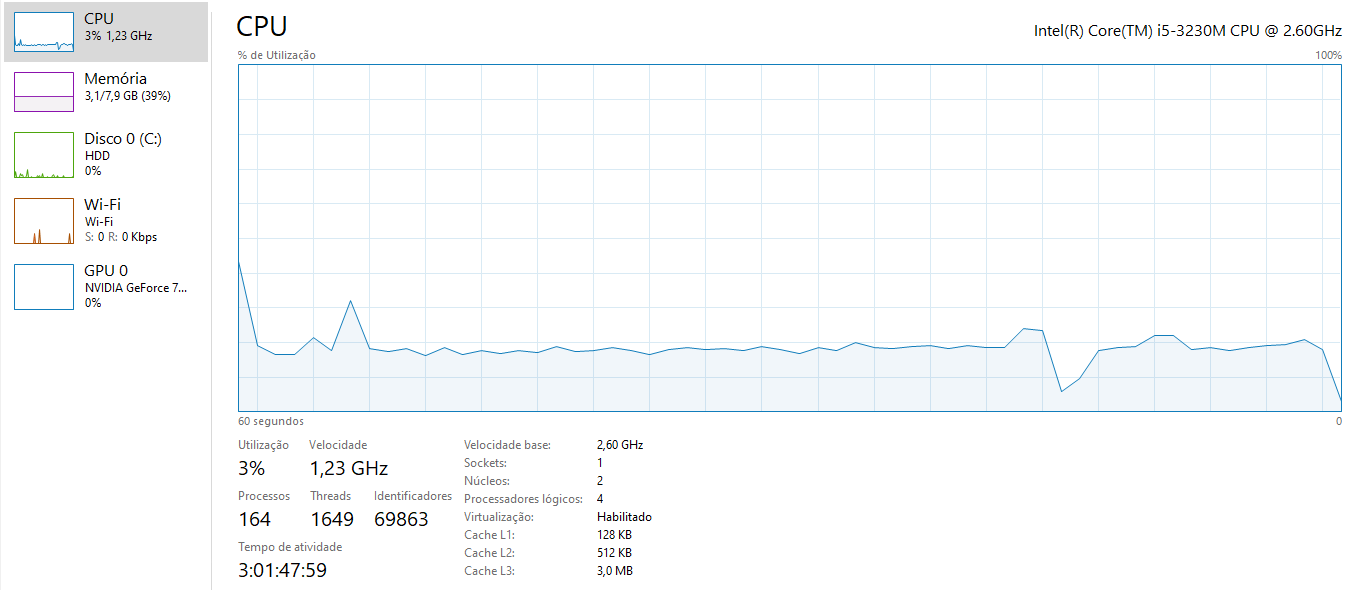 CPU
3% 1,23 GHz
Memória
3,1/7,9 GB (39%)
Disco 0 (C:)
HDD
0%
Wi-Fi
Wi-Fi
S: 0 R: 0 Kbps
GPU 0
NVIDIA GeForce 7...
0%
CPU
Intel(R) Core(TM) i5-3230M CPU @ 2.60GHz
% de Utilização
100%
60 segundos
0
Utilização
Velocidade
3%
1,23 GHz
Processos
Threads
Identificadores
164
1649
69863
Tempo de atividade
3:01:47:59
Velocidade base: 2,60 GHz
Sockets: 1
Núcleos: 2
Processadores lógicos: 4
Virtualização: Habilitado
Cache L1: 128 KB
Cache L2: 512 KB
Cache L3: 3,0 MB